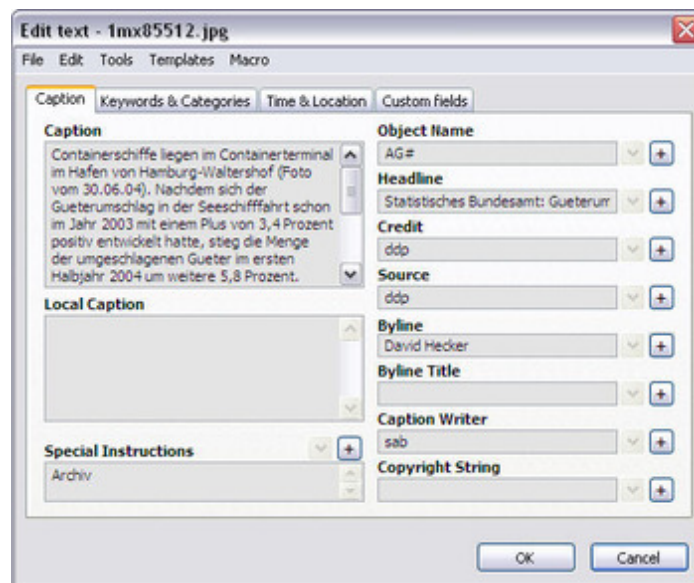 Edit text - 1mx85512.jpg
File Edit Tools Templates Macro
Caption Keywords & Categories Time & Location Custom fields
Caption
Containerschiffe liegen im Containerterminal
im Hafen von Hamburg-Waltershof (Foto
vom 30.06.04). Nachdem sich der
Gueterumschlag in der Seeschifffahrt schon
im Jahr 2003 mit einem Plus von 3,4 Prozent
positiv entwickelt hatte, stieg die Menge
der umgeschlagenen Gueter im ersten
Halbjahr 2004 um weitere 5,8 Prozent.
Local Caption
Special Instructions
Archiv
Object Name
AG#
Headline
Statistisches Bundesamt: Gueterum
Credit
ddp
Source
ddp
Byline
David Hecker
Byline Title
Caption Writer
sab
Copyright String
OK Cancel